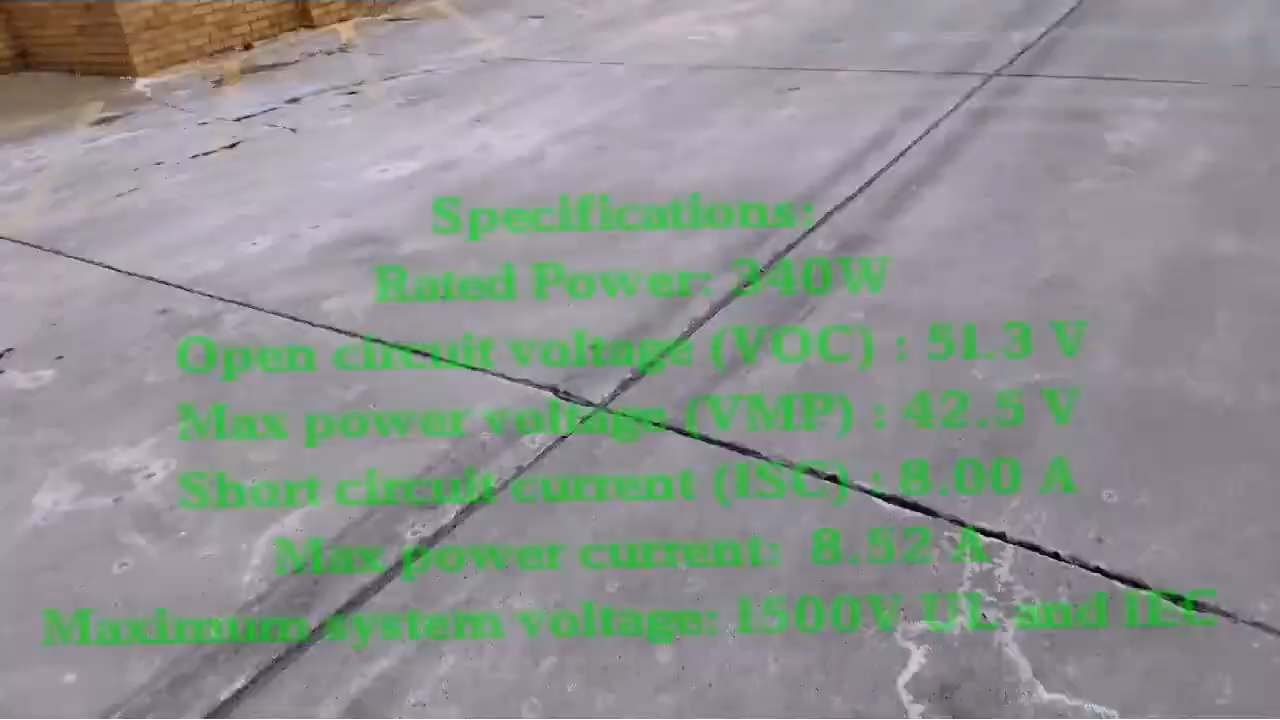 Specifications:
Rated Power: 340W
Open circuit voltage (VOC) : 51.3 V
Max power voltage (VMP) : 42.5 V
Short circuit current (ISC) : 8.00 A
Max power current: 8.52 A
Maximum system voltage: 1500V UL and IEC